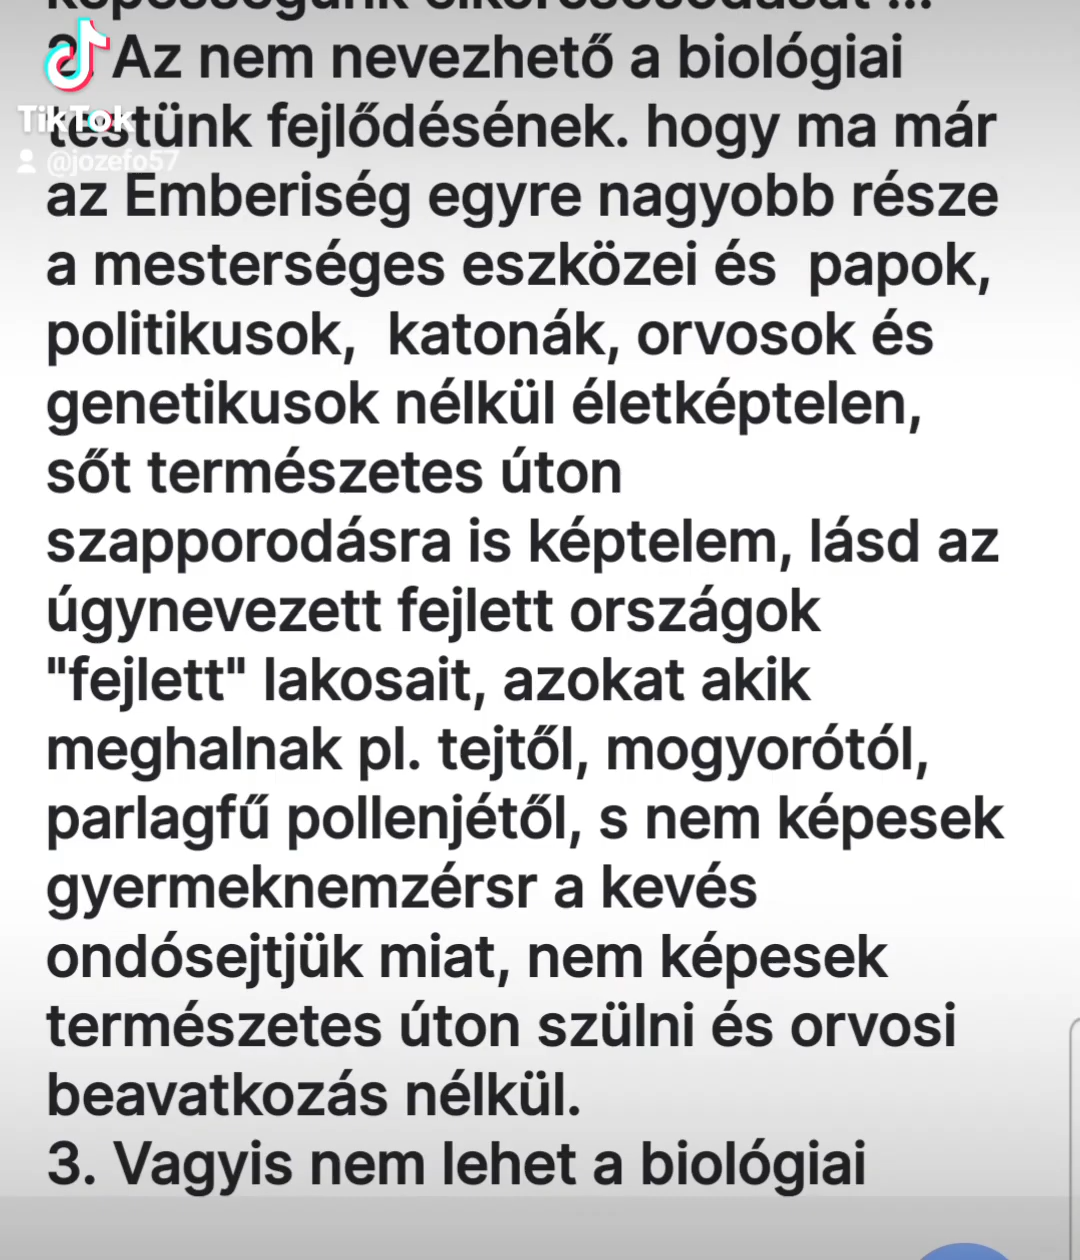 képességünk elkorcsosodását ...
2. Az nem nevezhető a biológiai
TikTok
testünk fejlődésének. hogy ma már
@jozefo57
az Emberiség egyre nagyobb része
a mesterséges eszközei és papok,
politikusok, katonák, orvosok és
genetikusok nélkül életképtelen,
sőt természetes úton
szapporodásra is képtelem, lásd az
úgynevezett fejlett országok
"fejlett" lakosait, azokat akik
meghalnak pl. tejtől, mogyorótól,
parlagfű pollenjétől, s nem képesek
gyermeknemzérsr a kevés
ondósejtjük miat, nem képesek
természetes úton szülni és orvosi
beavatkozás nélkül.
3. Vagyis nem lehet a biológiai